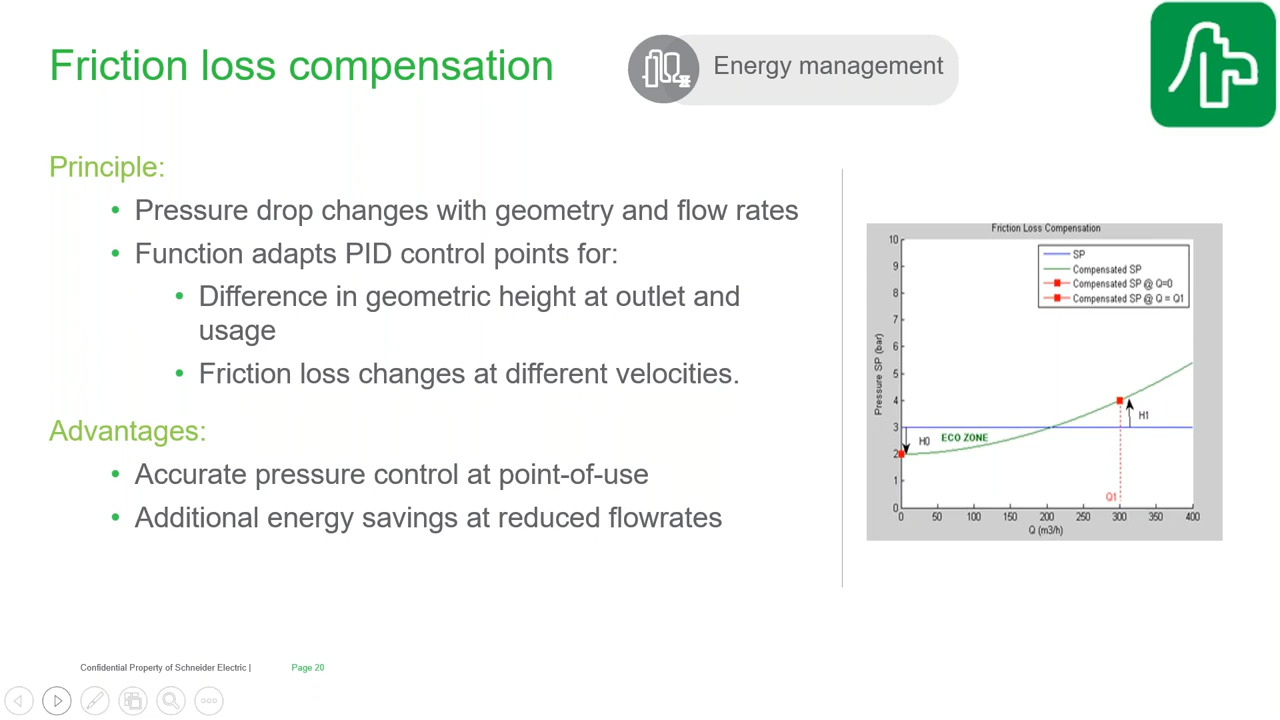 Friction loss compensation
Energy management
Principle:
• Pressure drop changes with geometry and flow rates
• Function adapts PID control points for:
• Difference in geometric height at outlet and
usage
• Friction loss changes at different velocities.
Advantages:
• Accurate pressure control at point-of-use
• Additional energy savings at reduced flowrates
Friction Loss Compensation
SP
Compensated SP
Compensated SP @ Q=0
Compensated SP @ Q = Q1
Pressure SP (bar)
10
9
8
7
6
5
4
3
2
1
0
H0
ECO ZONE
H1
Q1
0 50 100 150 200 250 300 350 400
Q (m3/h)
Confidential Property of Schneider Electric |
Page 20